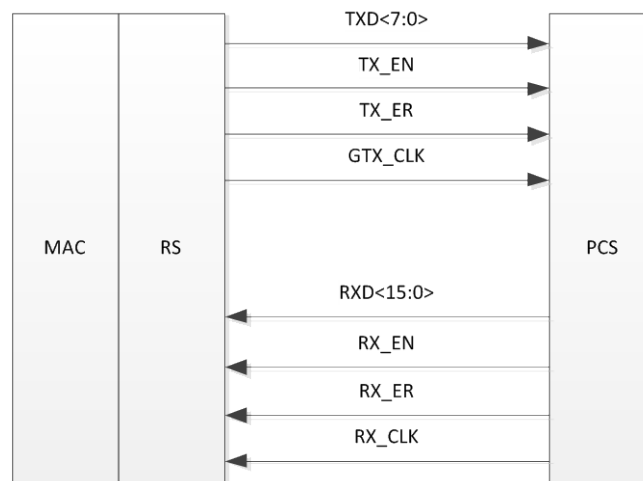 TXD<7:0>
TX_EN
TX_ER
GTX_CLK
MAC
RS
PCS
RXD<15:0>
RX_EN
RX_ER
RX_CLK